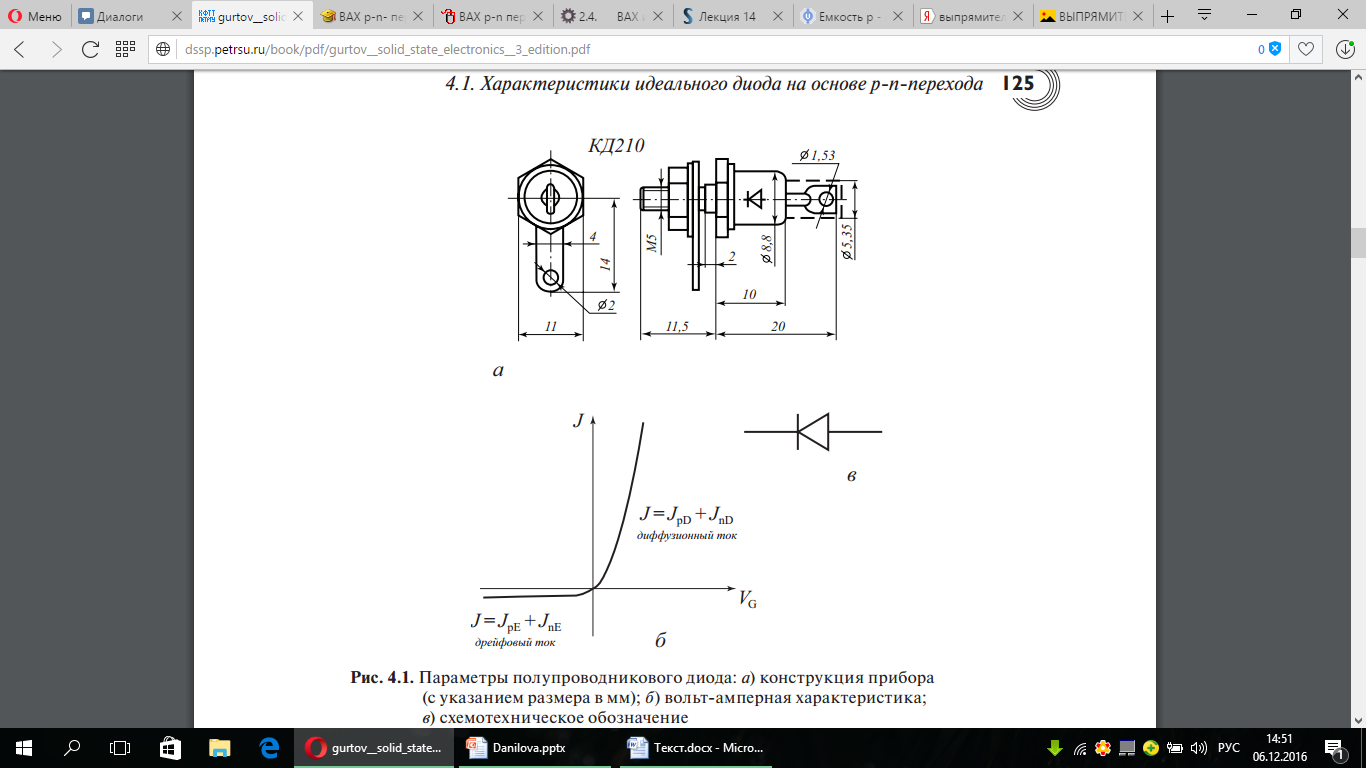 Меню
Диалоги
gurtov__solid
ВАХ p-n- пе
ВАХ p-n пер
2.4. ВАХ
Лекция 14
Емкость p -
выпрямител
ВЫПРЯМИТ
dssp.petrsu.ru/book/pdf/gurtov__solid_state_electronics__3_edition.pdf
0
4.1. Характеристики идеального диода на основе p-n-перехода 125
КД210
⌀1,53
4
14
⌀2
11
M5
2
⌀8,8
⌀5,35
10
11,5
20
а
J
в
J = JpD + JnD
диффузионный ток
VG
J = JpE + JnE
дрейфовый ток
б
Рис. 4.1. Параметры полупроводникового диода: а) конструкция прибора
(с указанием размера в мм); б) вольт-амперная характеристика;
в) схемотехническое обозначение
gurtov__solid_state...
Danilova.pptx
Текст.docx - Micro...
РУС
14:51
06.12.2016
1